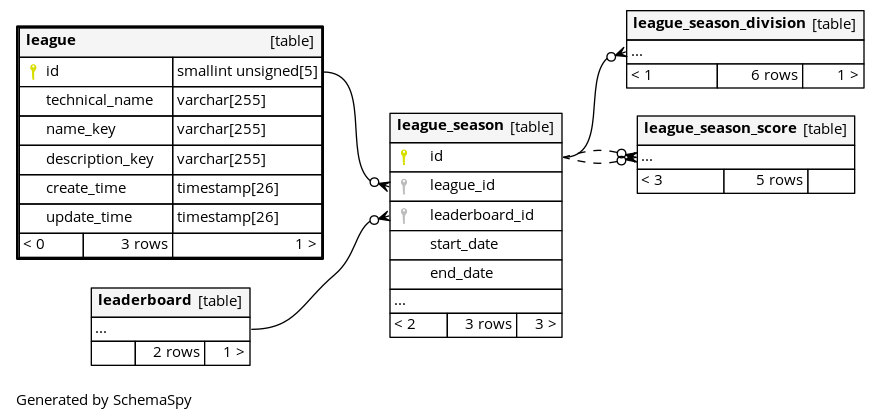 league [table]
id smallint unsigned[5]
technical_name varchar[255]
name_key varchar[255]
description_key varchar[255]
create_time timestamp[26]
update_time timestamp[26]
< 0 3 rows 1 >
leaderboard [table]
...
2 rows 1 >
league_season [table]
id
league_id
leaderboard_id
start_date
end_date
...
< 2 3 rows 3 >
league_season_division [table]
...
< 1 6 rows 1 >
league_season_score [table]
...
< 3 5 rows
Generated by SchemaSpy